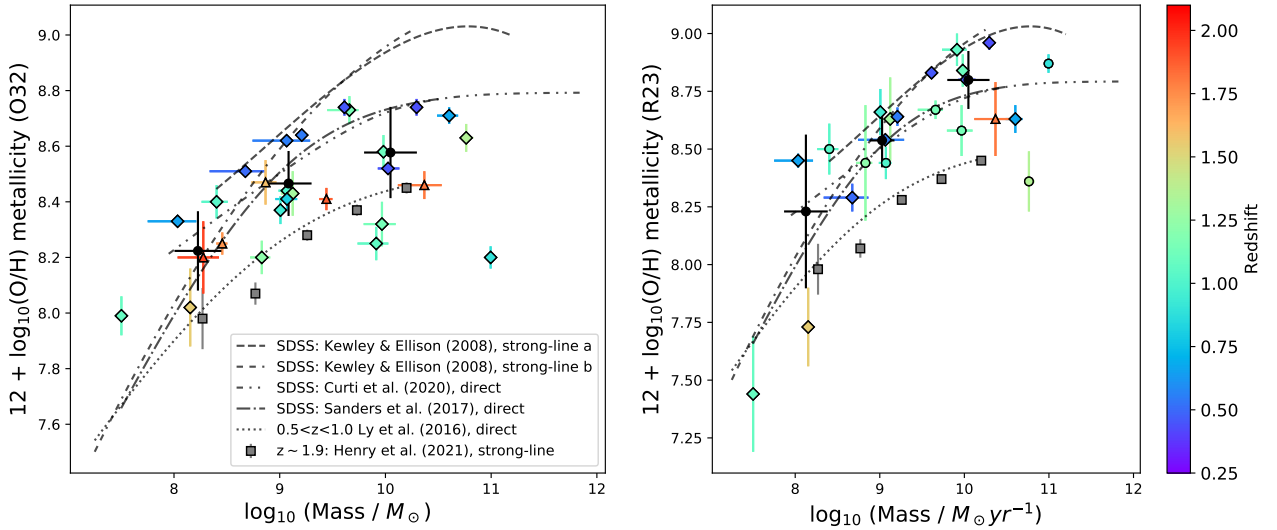 12 + log10(O/H) metallicity (O32)
9.0
8.8
8.6
8.4
8.2
8.0
7.8
7.6
8 9 10 11 12
log10 (Mass / M⊙)
SDSS: Kewley & Ellison (2008), strong-line a
SDSS: Kewley & Ellison (2008), strong-line b
SDSS: Curti et al. (2020), direct
SDSS: Sanders et al. (2017), direct
0.5<z<1.0 Ly et al. (2016), direct
z ~ 1.9: Henry et al. (2021), strong-line
12 + log10(O/H) metallicity (R23)
9.00
8.75
8.50
8.25
8.00
7.75
7.50
7.25
8 9 10 11 12
log10 (Mass / M⊙yr−1)
2.00
1.75
1.50
1.25
1.00
0.75
0.50
0.25
Redshift